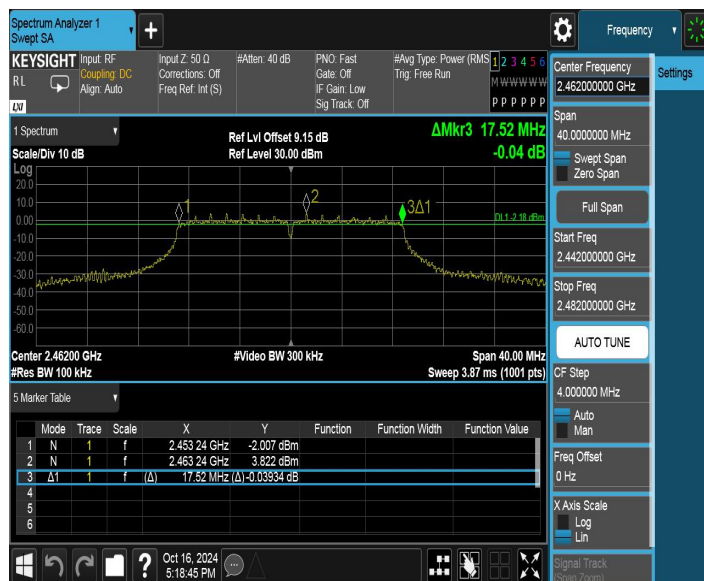 Spectrum Analyzer 1
Swept SA
+
Frequency
KEYSIGHT Input: RF Input Z: 50 Ω #Atten: 40 dB PNO: Fast #Avg Type: Power (RMS 1 2 3 4 5 6
RL Coupling: DC Corrections: Off Gate: Off Trig: Free Run M W W W W W
Align: Auto Freq Ref: Int (S) IF Gain: Low
LXI Sig Track: Off P P P P P P
1 Spectrum
Scale/Div 10 dB
Ref Lvl Offset 9.15 dB
Ref Level 30.00 dBm
ΔMkr3 17.52 MHz
-0.04 dB
Log
20.0
10.0
0.00
-10.0
-20.0
-30.0
-40.0
-50.0
-60.0
1
2
3Δ1
DL1 -2.18 dBm
Center 2.46200 GHz #Video BW 300 kHz Span 40.00 MHz
#Res BW 100 kHz Sweep 3.87 ms (1001 pts)
5 Marker Table
Mode Trace Scale X Y Function Function Width Function Value
1 N 1 f 2.453 24 GHz -2.007 dBm
2 N 1 f 2.463 24 GHz 3.822 dBm
3 Δ1 1 f (Δ) 17.52 MHz (Δ) -0.03934 dB
4
5
6
? Oct 16, 2024
5:18:45 PM
Center Frequency
2.462000000 GHz
Settings
Span
40.0000000 MHz
Swept Span
Zero Span
Full Span
Start Freq
2.442000000 GHz
Stop Freq
2.482000000 GHz
AUTO TUNE
CF Step
4.000000 MHz
Auto
Man
Freq Offset
0 Hz
X Axis Scale
Log
Lin
Signal Track
(Span Zoom)